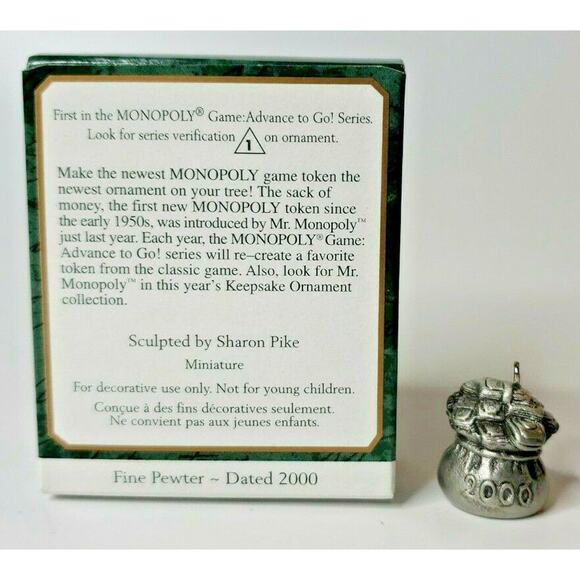 First in the MONOPOLY® Game:Advance to Go! Series.
Look for series verification 1 on ornament.
Make the newest MONOPOLY game token the
newest ornament on your tree! The sack of
money, the first new MONOPOLY token since
the early 1950s, was introduced by Mr. Monopoly™
just last year. Each year, the MONOPOLY® Game:
Advance to Go! series will re–create a favorite
token from the classic game. Also, look for Mr.
Monopoly™ in this year's Keepsake Ornament
collection.
Sculpted by Sharon Pike
Miniature
For decorative use only. Not for young children.
Conçue à des fins décoratives seulement.
Ne convient pas aux jeunes enfants.
Fine Pewter ~ Dated 2000
2000